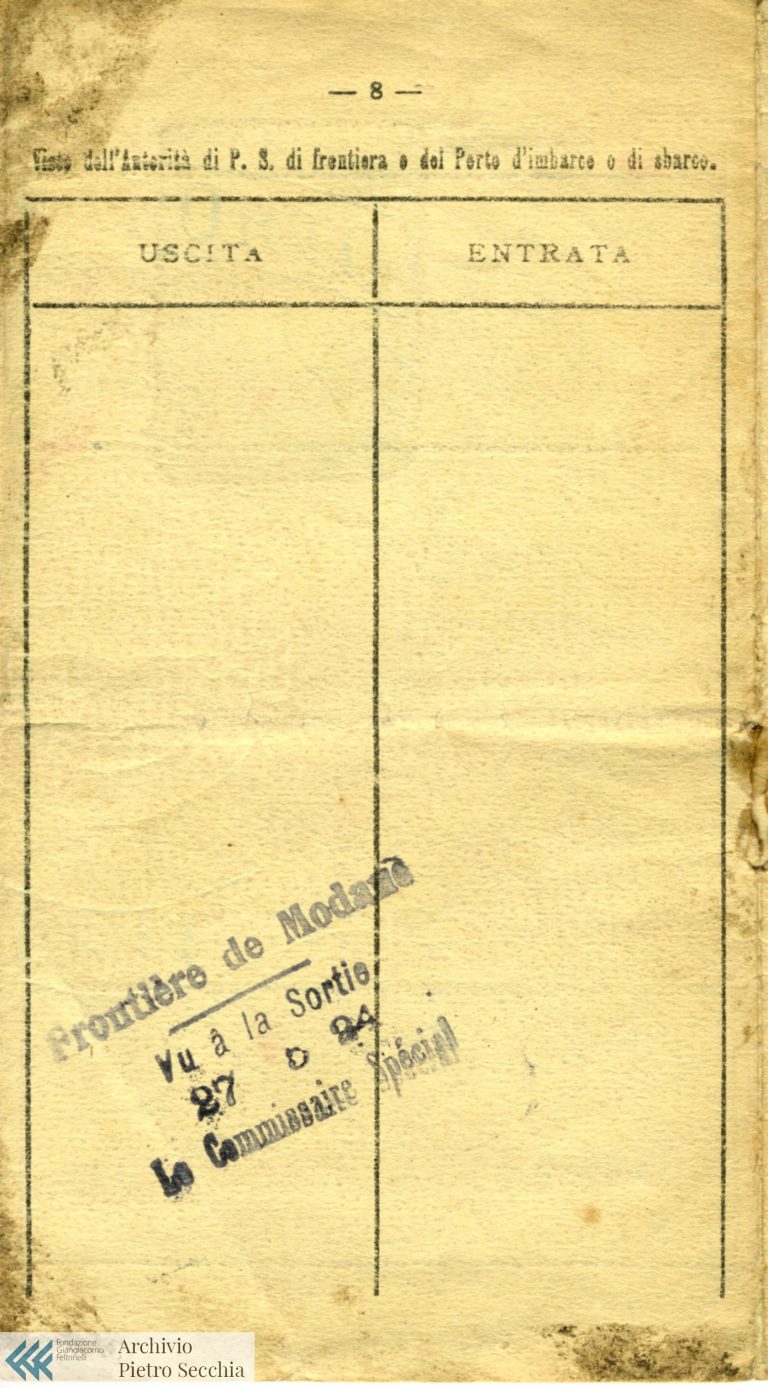 — 8 —
Visto dell'Autorità di P. S. di frontiera e del Porto d'imbarco o di sbarco.
USCITA
ENTRATA
Frontière de Modane
Vu à la Sortie
27 24
Le Commissaire Spécial
Fondazione
Giangiacomo
Feltrinelli
Archivio
Pietro Secchia